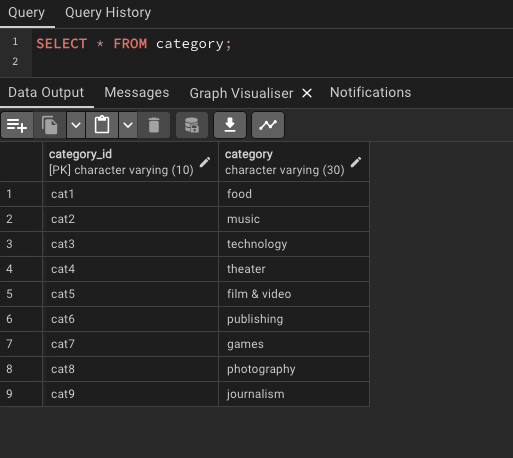 Query Query History
1 SELECT * FROM category;
2
Data Output Messages Graph Visualiser × Notifications
category_id category
[PK] character varying (10) character varying (30)
1 cat1 food
2 cat2 music
3 cat3 technology
4 cat4 theater
5 cat5 film & video
6 cat6 publishing
7 cat7 games
8 cat8 photography
9 cat9 journalism